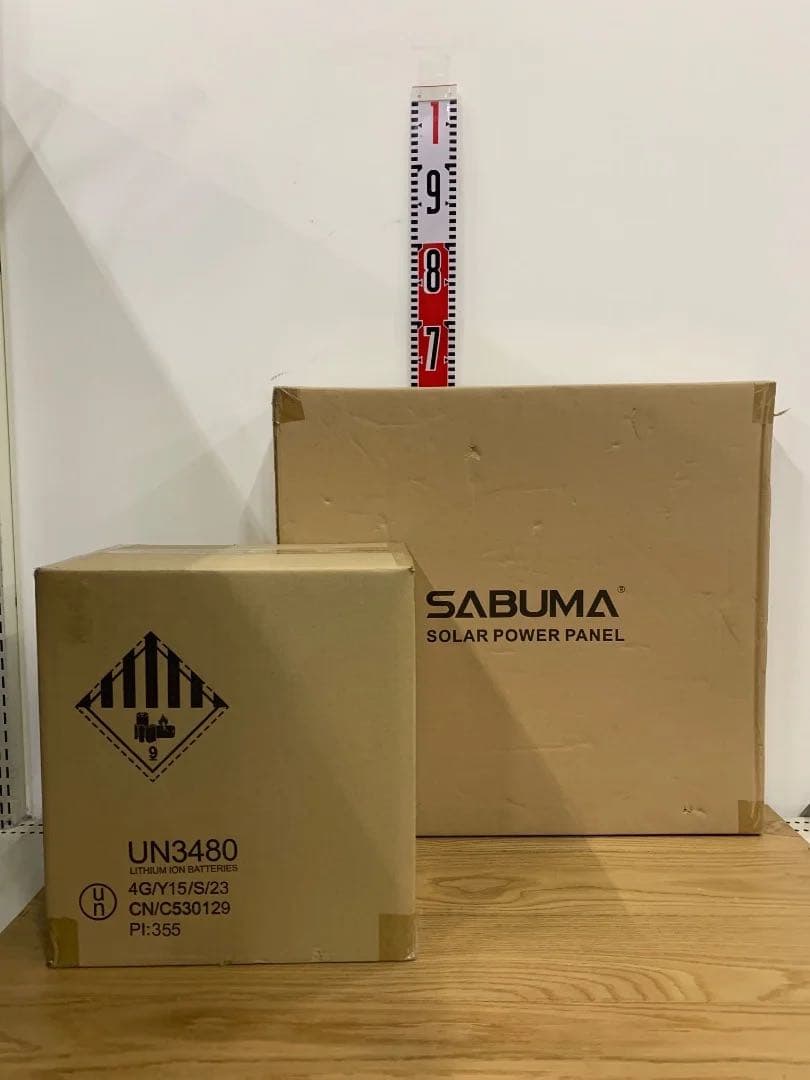 1
9
8
7
SABUMA®
SOLAR POWER PANEL
9
UN3480
LITHIUM ION BATTERIES
un
4G/Y15/S/23
CN/C530129
PI:355